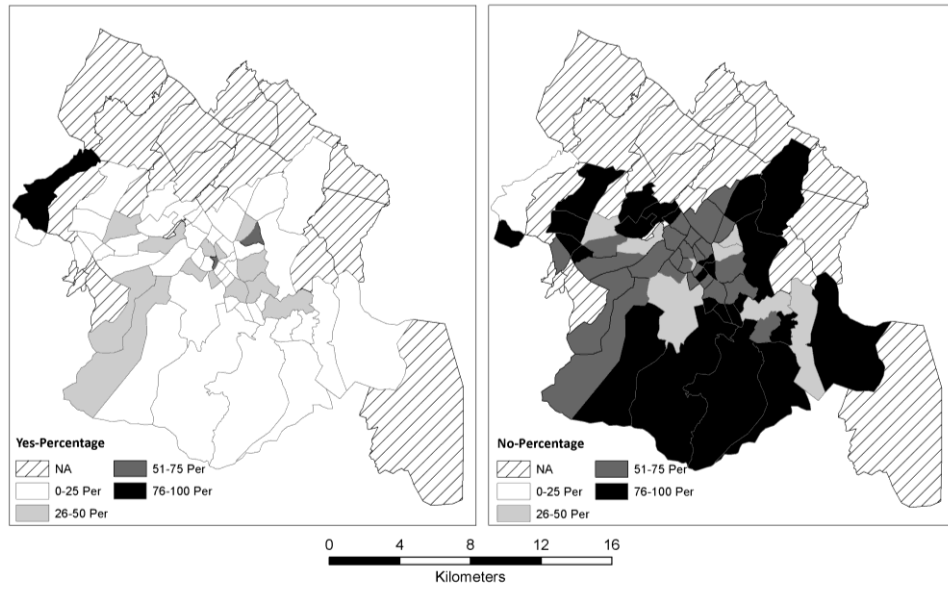 Yes-Percentage
NA
51-75 Per
0-25 Per
76-100 Per
26-50 Per
No-Percentage
NA
51-75 Per
0-25 Per
76-100 Per
26-50 Per
0 4 8 12 16
Kilometers